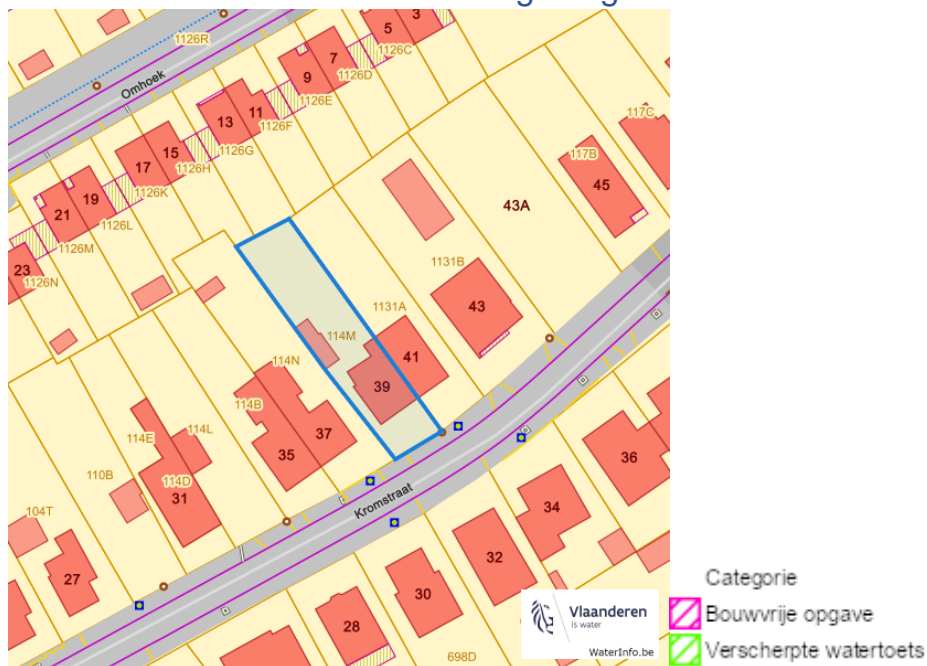 1126R
3
5
1126C
Omhoek
7
1126D
9
1126E
11
13
1126F
117C
1126G
15
117B
17
1126H
45
1126K
19
43A
21
1126L
1126M
23
1126N
1131B
1131A
43
114M
41
114N
39
114B
37
114E
114L
35
110B
36
114D
31
Kromstraat
34
104T
32
27
30
28
698D
Vlaanderen
is water
WaterInfo.be
Categorie
Bouwvrije opgave
Verscherpte watertoets